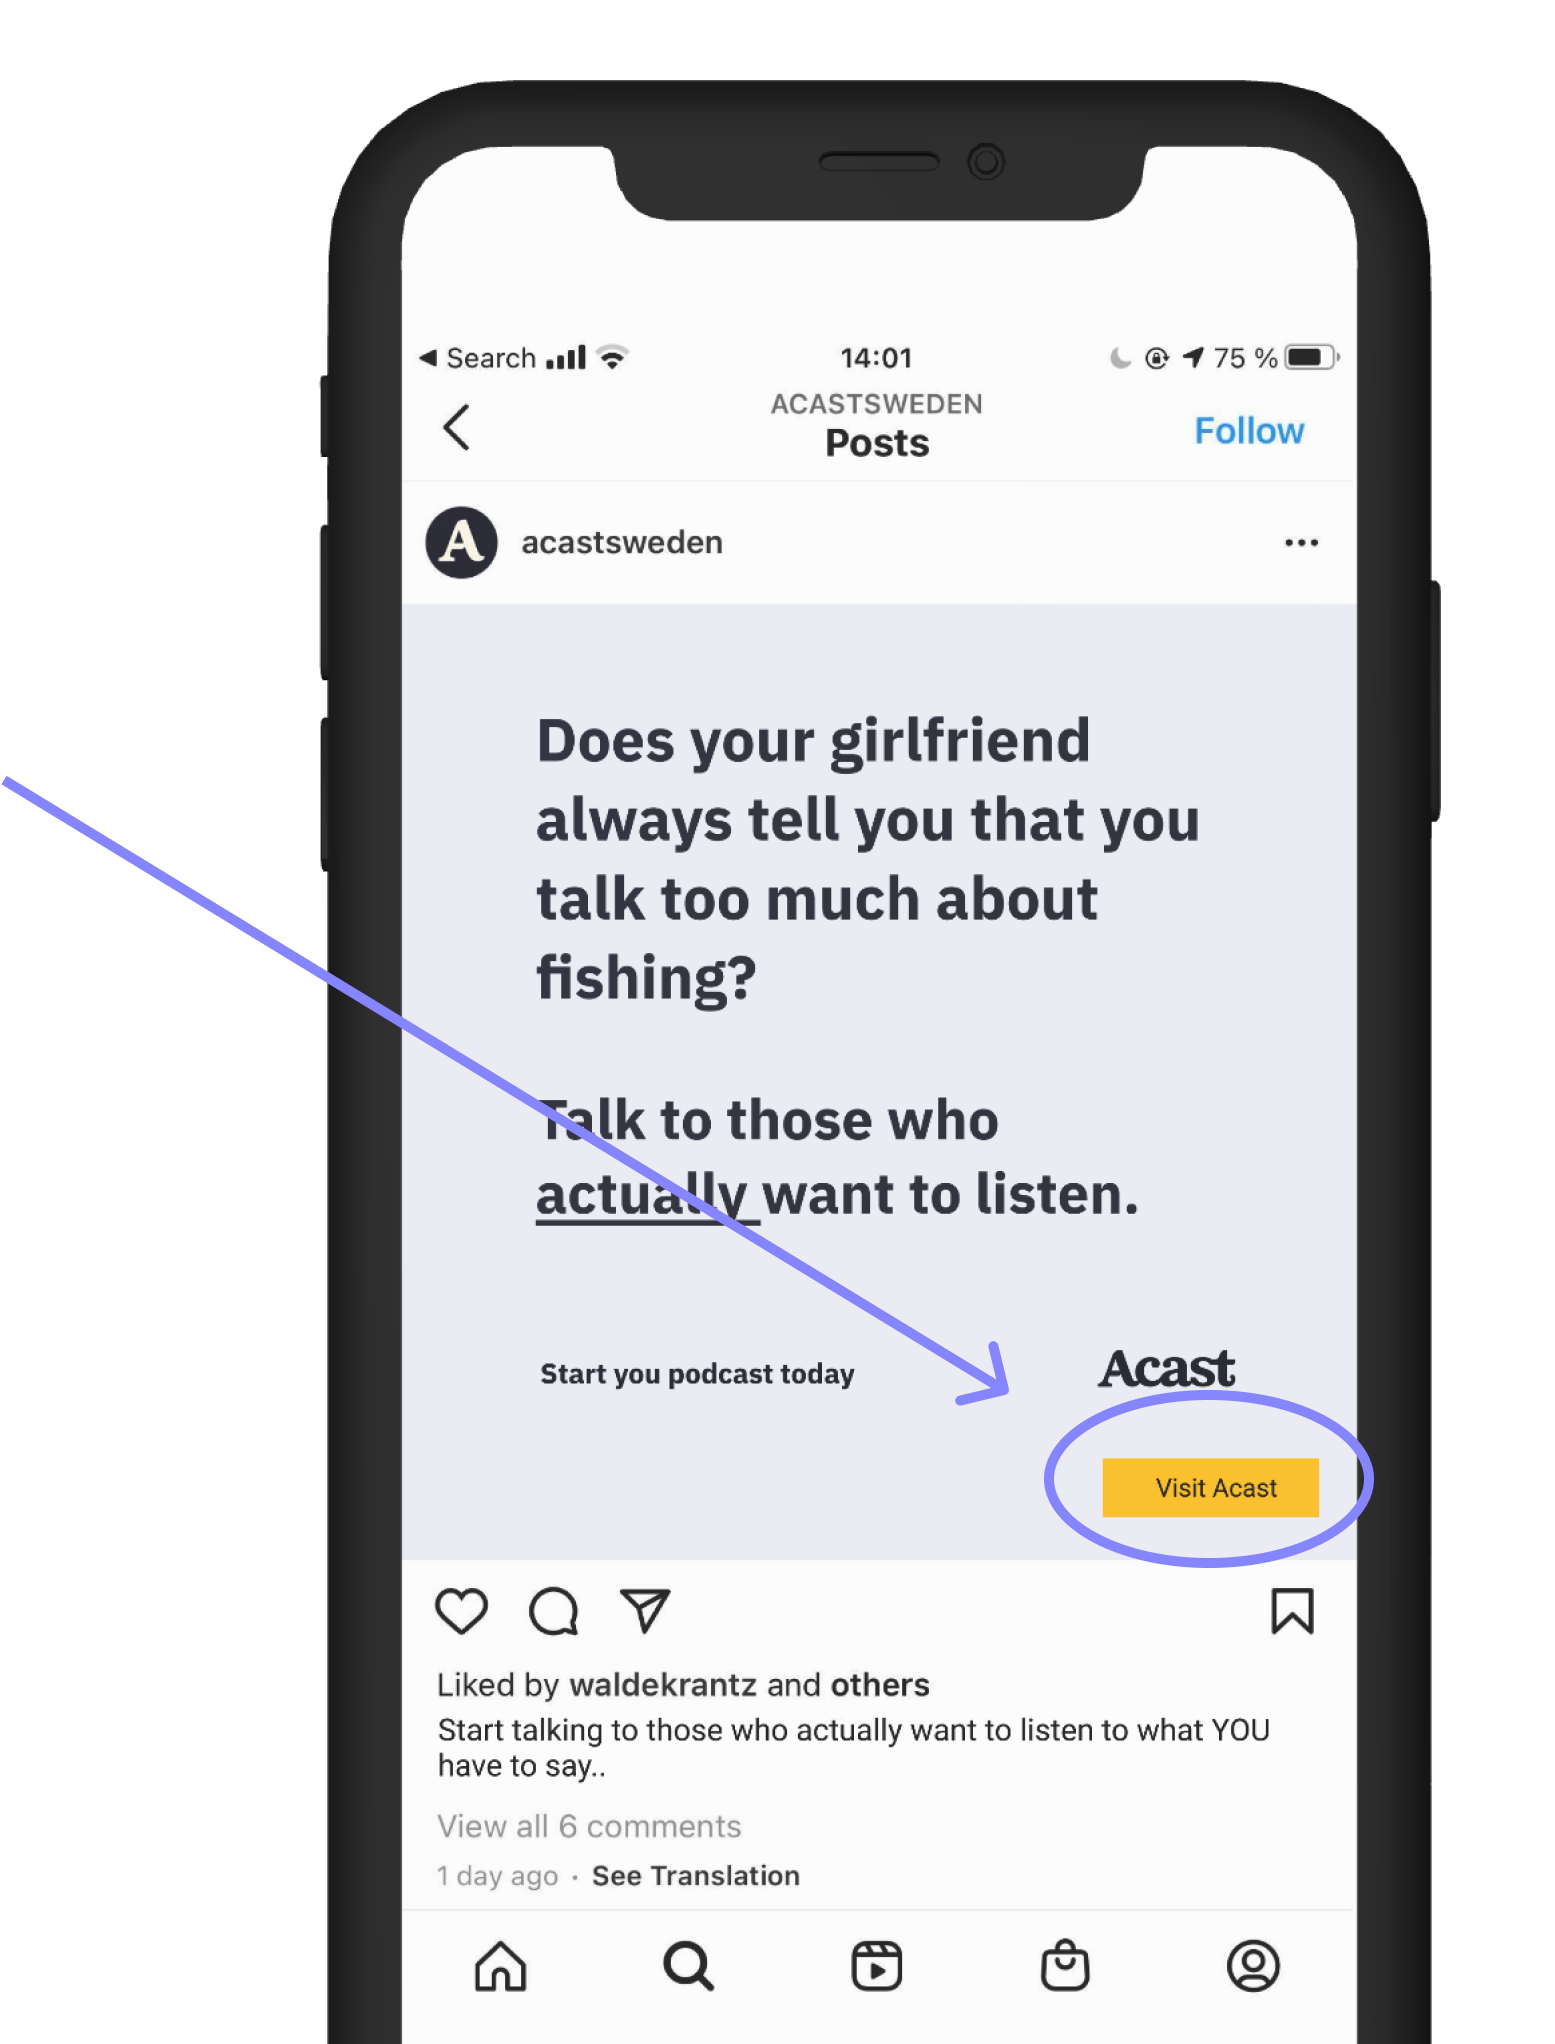 Search 14:01 75 %
ACASTSWEDEN
Posts
Follow
A acastsweden
Does your girlfriend
always tell you that you
talk too much about
fishing?
Talk to those who
actually want to listen.
Start you podcast today
Acast
Visit Acast
Liked by waldekrantz and others
Start talking to those who actually want to listen to what YOU
have to say..
View all 6 comments
1 day ago · See Translation